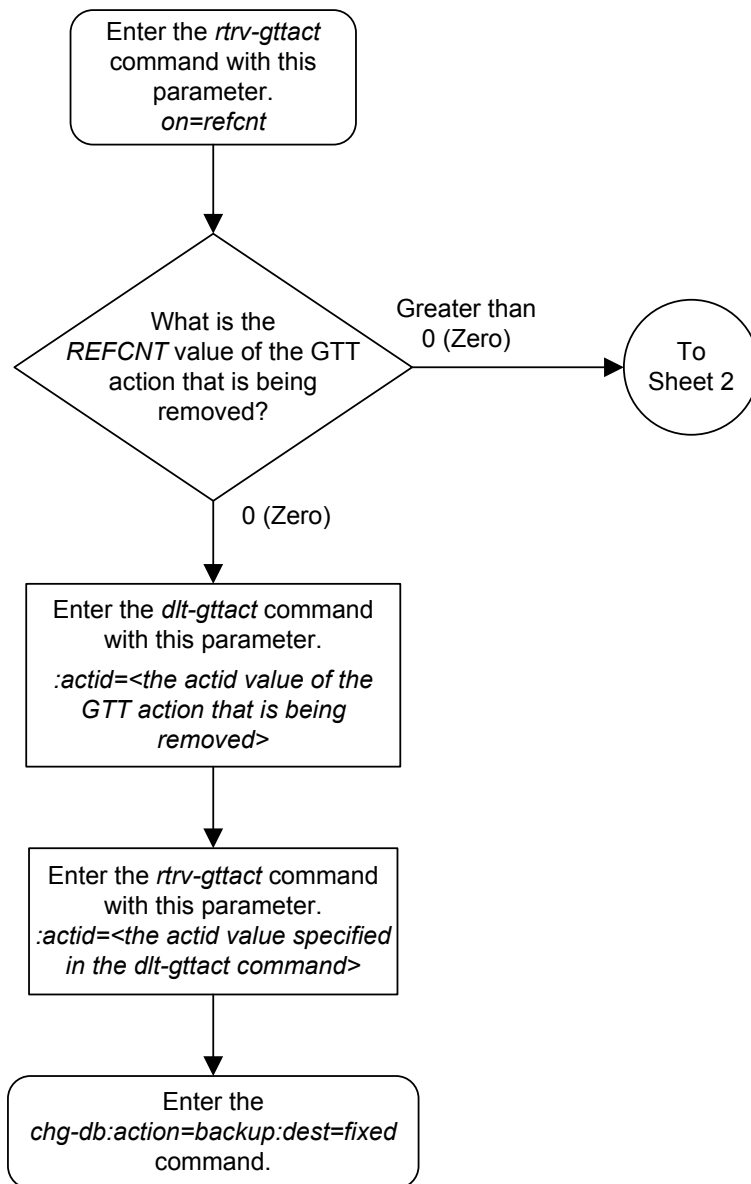 Enter the rtrv-gttact
command with this
parameter.
on=refcnt
What is the
REFCNT value of the GTT
action that is being
removed?
Greater than
0 (Zero)
To
Sheet 2
0 (Zero)
Enter the dlt-gttact command
with this parameter.
:actid=<the actid value of the
GTT action that is being
removed>
Enter the rtrv-gttact command
with this parameter.
:actid=<the actid value specified
in the dlt-gttact command>
Enter the
chg-db:action=backup:dest=fixed
command.